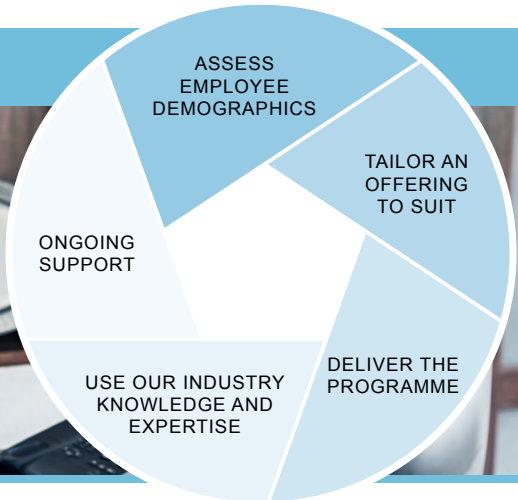 ASSESS
EMPLOYEE
DEMOGRAPHICS
TAILOR AN
OFFERING
TO SUIT
DELIVER THE
PROGRAMME
USE OUR INDUSTRY
KNOWLEDGE AND
EXPERTISE
ONGOING
SUPPORT